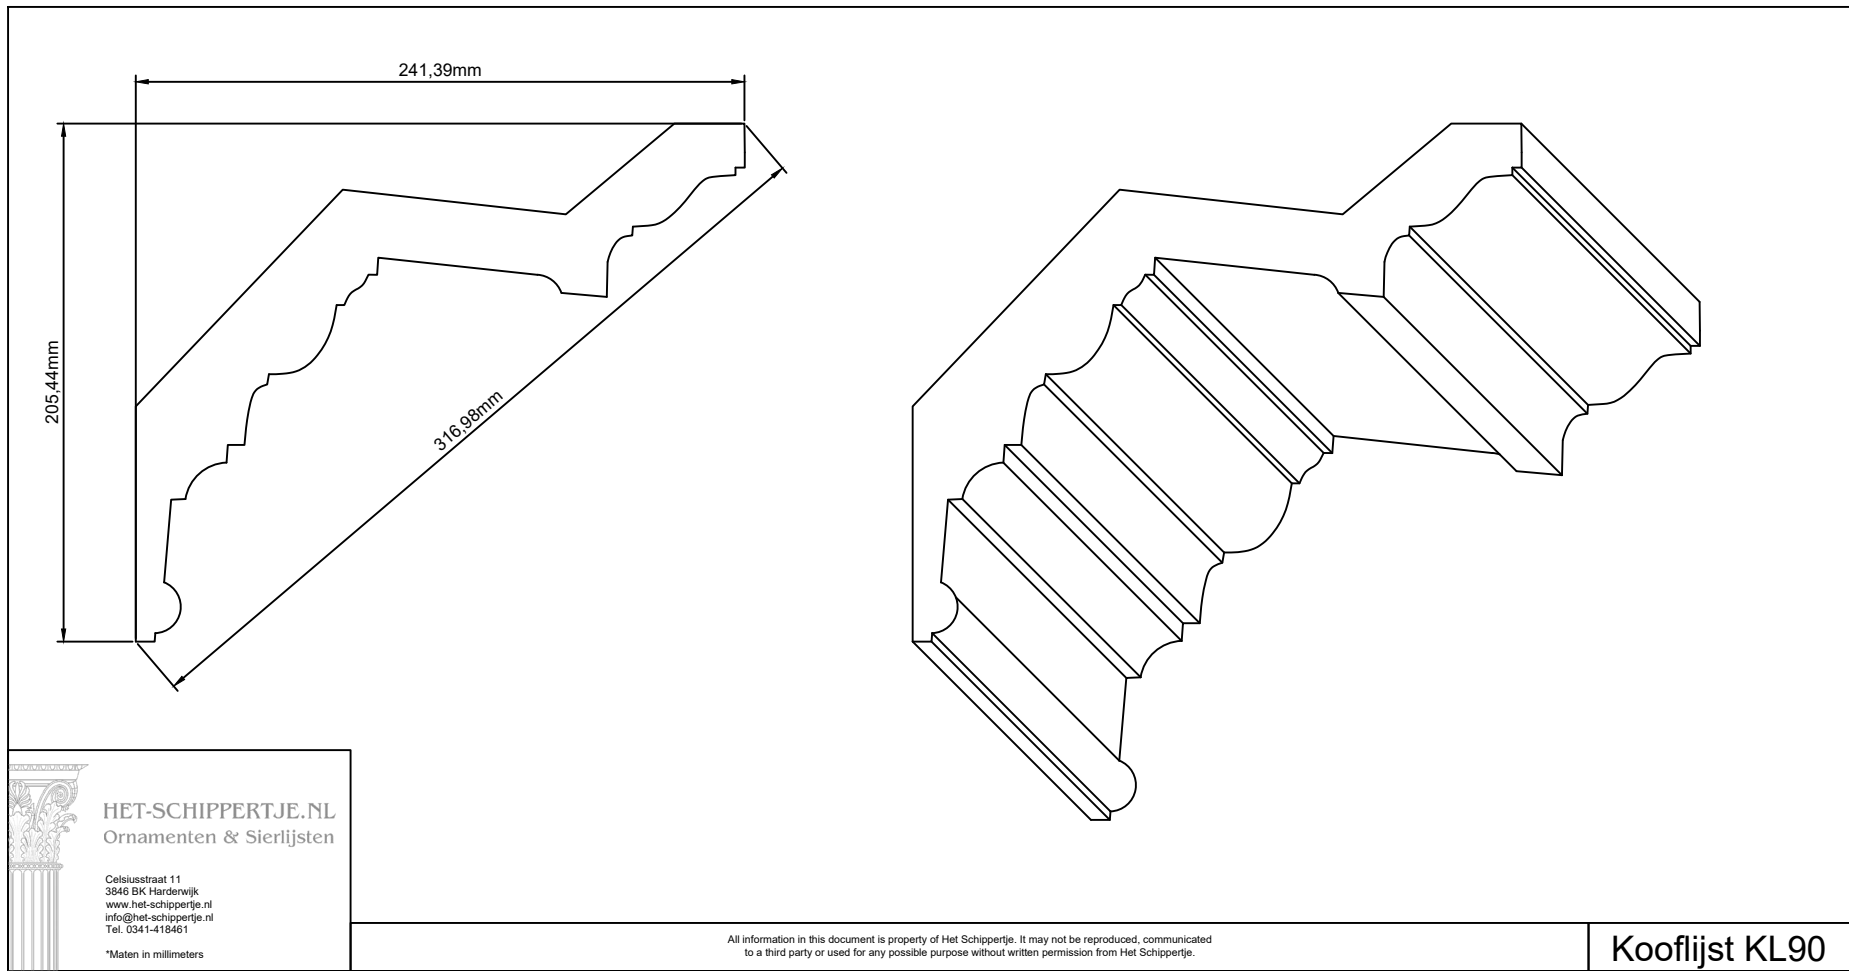 241,39mm
205,44mm
316,98mm
HET-SCHIPPERTJE.NL
Ornamenten & Sierlijsten
Celsiusstraat 11
3846 BK Harderwijk
www.het-schippertje.nl
info@het-schippertje.nl
Tel. 0341-418461
*Maten in millimeters
All information in this document is property of Het Schippertje. It may not be reproduced, communicated
to a third party or used for any possible purpose without written permission from Het Schippertje.
Kooflijst KL90